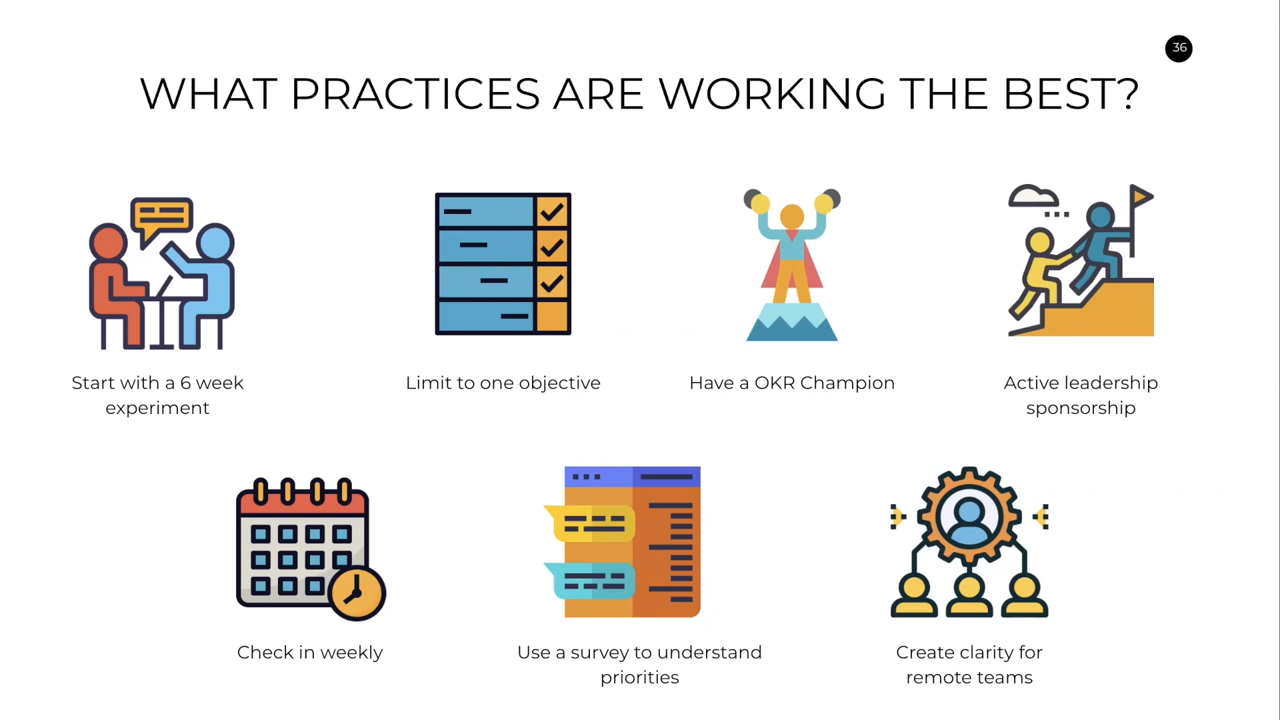 36
WHAT PRACTICES ARE WORKING THE BEST?
Start with a 6 week
experiment
Limit to one objective
Have a OKR Champion
Active leadership
sponsorship
Check in weekly
Use a survey to understand
priorities
Create clarity for
remote teams